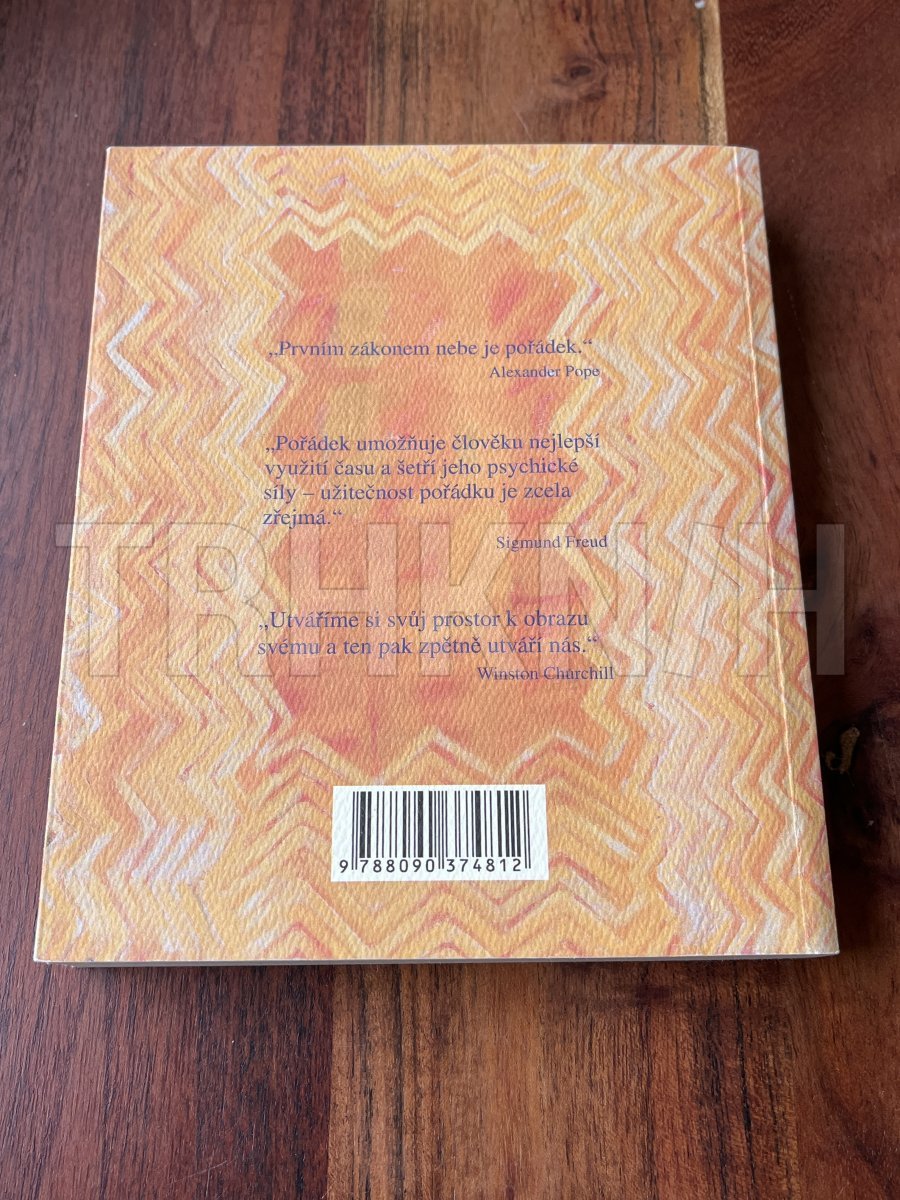 „Prvním zákonem nebe je pořádek.“
Alexander Pope
„Pořádek umožňuje člověku nejlepší
využití času a šetří jeho psychické
síly – užitečnost pořádku je zcela
zřejmá.“
Sigmund Freud
TRHKNIH
„Utváříme si svůj prostor k obrazu
svému a ten pak zpětně utváří nás.“
Winston Churchill
9 788090 374812